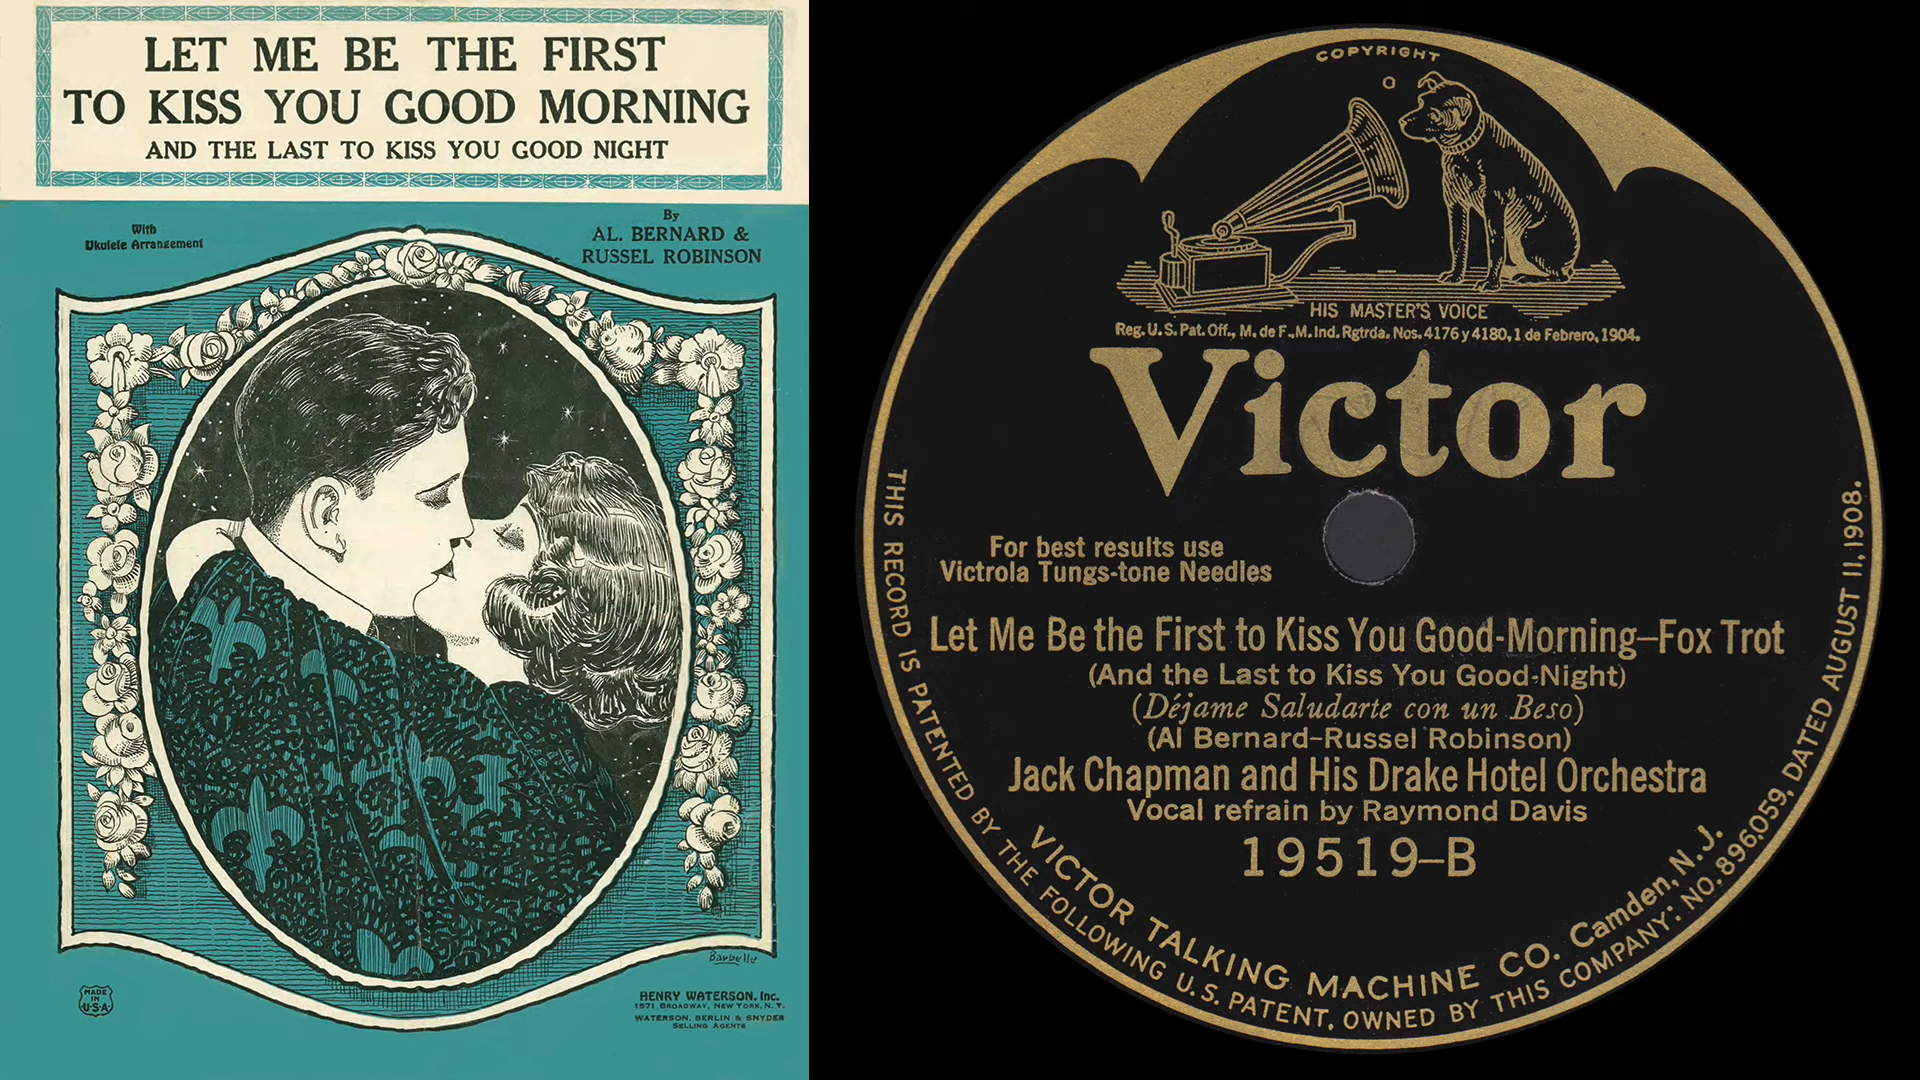 LET ME BE THE FIRST
TO KISS YOU GOOD MORNING
AND THE LAST TO KISS YOU GOOD NIGHT
With
Ukulele Arrangement
By
AL. BERNARD &
RUSSEL ROBINSON
Barbelle
MADE
IN
U.S.A.
HENRY WATERSON, Inc.
1571 BROADWAY, NEW YORK, N.Y.
WATERSON, BERLIN & SNYDER
SELLING AGENTS
COPYRIGHT
HIS MASTER'S VOICE
Reg. U.S. Pat. Off., M. de F., M. Ind. Rgtrda. Nos. 4176 y 4180, 1 de Febrero, 1904.
Victor
For best results use
Victrola Tungs-tone Needles
Let Me Be the First to Kiss You Good-Morning–Fox Trot
(And the Last to Kiss You Good-Night)
(Déjame Saludarte con un Beso)
(Al Bernard–Russel Robinson)
Jack Chapman and His Drake Hotel Orchestra
Vocal refrain by Raymond Davis
19519–B
VICTOR TALKING MACHINE CO. Camden, N.J.
THIS RECORD IS PATENTED BY THE FOLLOWING U.S. PATENT, OWNED BY THIS COMPANY: NO. 896,059, DATED AUGUST 11, 1908.